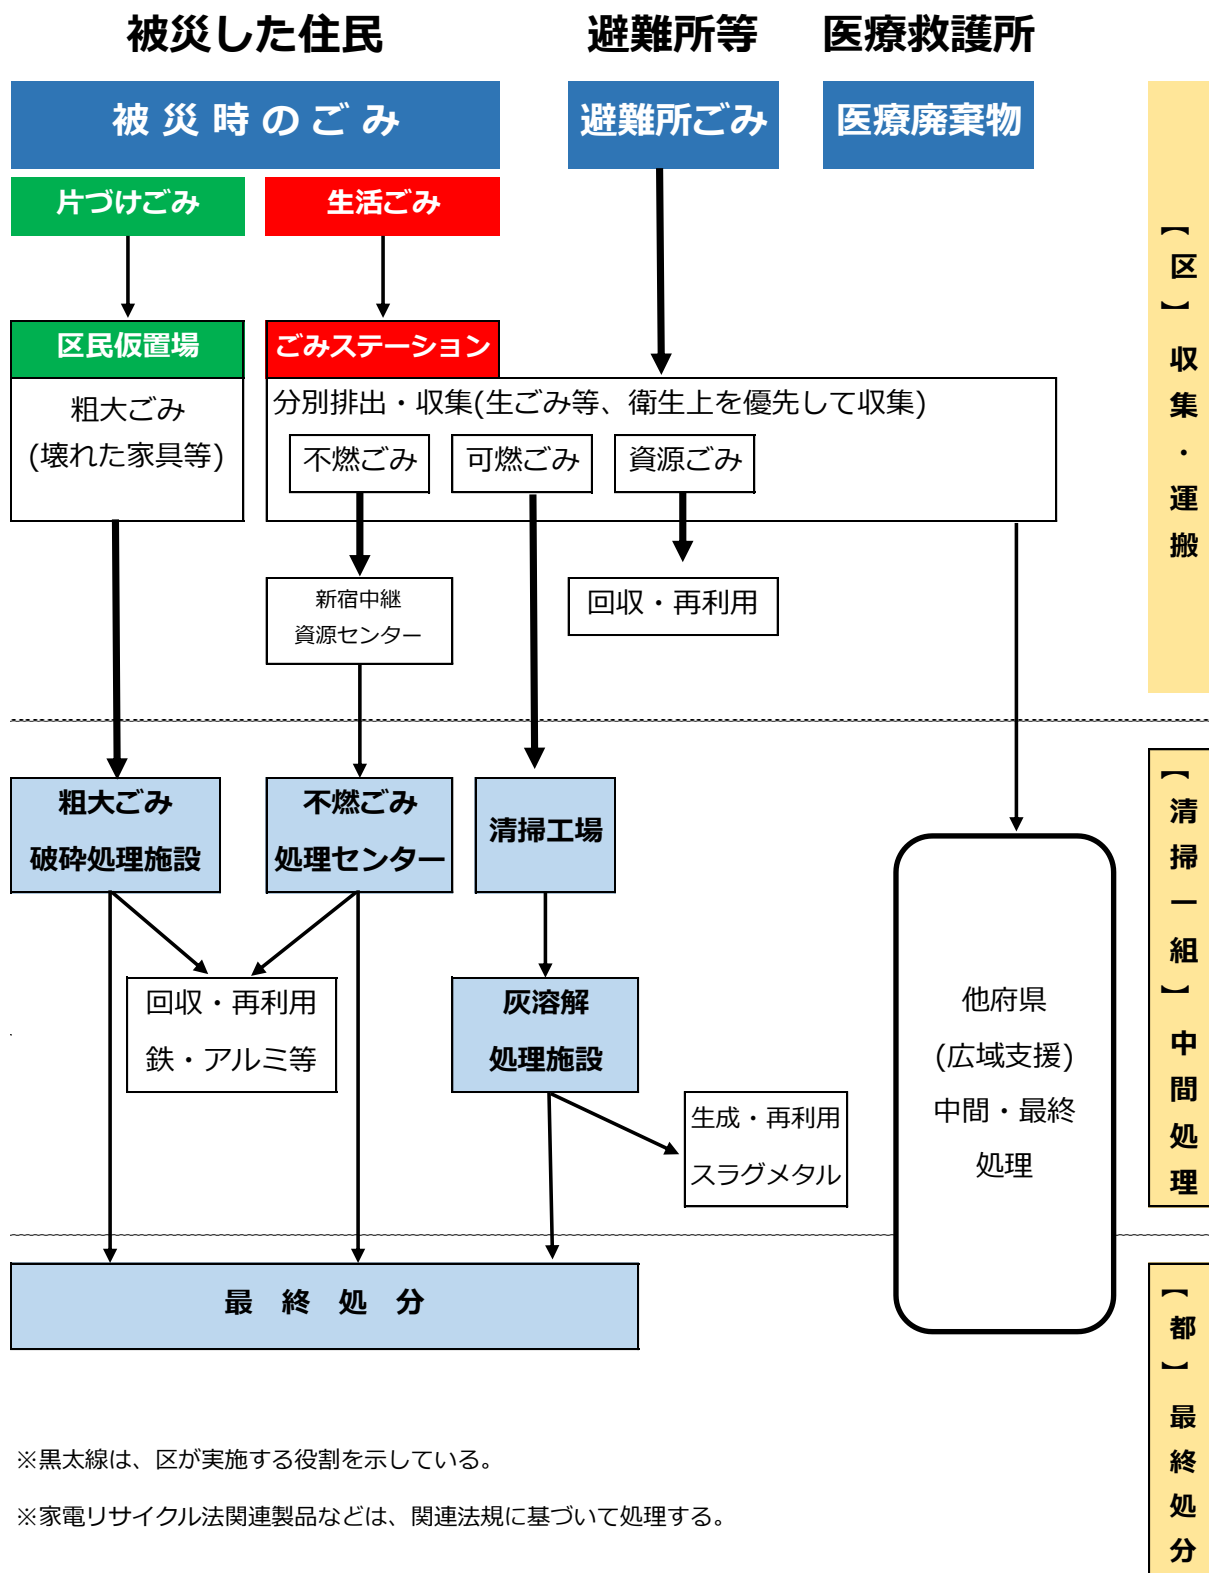 被災した住民
避難所等
医療救護所
被災時のごみ
避難所ごみ
医療廃棄物
片づけごみ
生活ごみ
区民仮置場
ごみステーション
粗大ごみ
(壊れた家具等)
分別排出・収集(生ごみ等、衛生上を優先して収集)
不燃ごみ
可燃ごみ
資源ごみ
新宿中継
資源センター
回収・再利用
【区】収集・運搬
粗大ごみ
破砕処理施設
不燃ごみ
処理センター
清掃工場
回収・再利用
鉄・アルミ等
灰溶解
処理施設
生成・再利用
スラグメタル
他府県
(広域支援)
中間・最終
処理
【清掃一組】中間処理
最終処分
【都】最終処分
※黒太線は、区が実施する役割を示している。
※家電リサイクル法関連製品などは、関連法規に基づいて処理する。